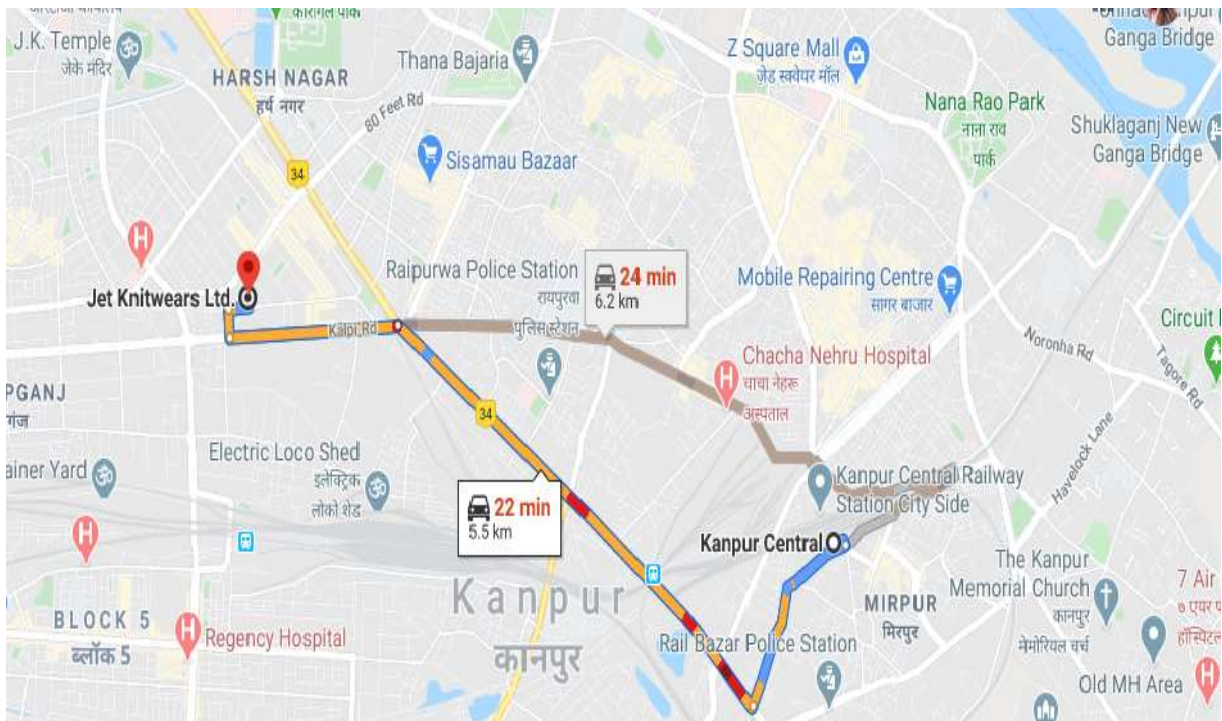 कारगिल पार्क
J.K. Temple
जेके मंदिर
HARSH NAGAR
हर्ष नगर
80 Feet Rd
Thana Bajaria
Z Square Mall
ज़ेड स्क्वेयर मॉल
Ganga Bridge
Nana Rao Park
नाना राव
पार्क
Shuklaganj New
Ganga Bridge
34
Sisamau Bazaar
Raipurwa Police Station
रायपुरवा
पुलिस स्टेशन
24 min
6.2 km
Mobile Repairing Centre
सागर बाजार
Jet Knitwears Ltd.
Kalpi Rd
Chacha Nehru Hospital
चाचा नेहरू
अस्पताल
Noronha Rd
Tagore Rd
Circuit
PGANJ
गंज
34
Electric Loco Shed
इलेक्ट्रिक
लोको शेड
ainer Yard
22 min
5.5 km
Kanpur Central Railway
Station City Side
Havelock Lane
Kanpur Central
Kanpur
कानपुर
MIRPUR
मिरपुर
The Kanpur
Memorial Church
कानपुर
मेमोरियल चर्च
7 Air
BLOCK 5
ब्लॉक 5
Regency Hospital
Rail Bazar Police Station
Old MH Area
H